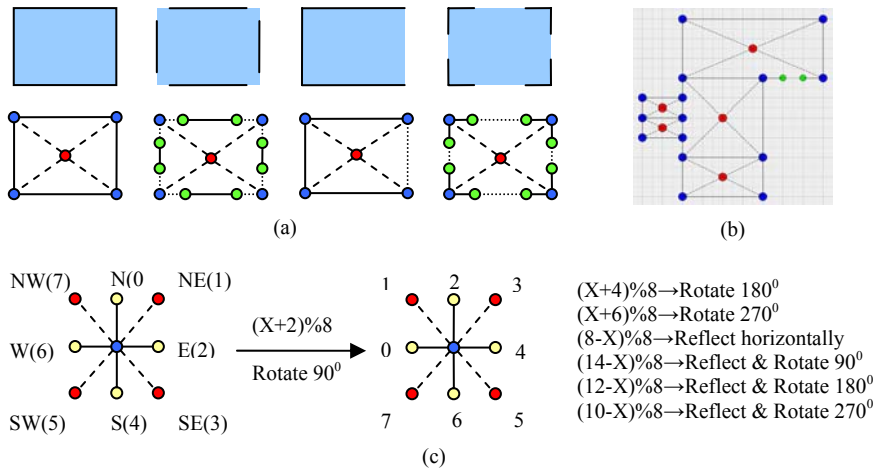 (a)
(b)
NW(7) N(0 NE(1)
W(6) E(2)
SW(5) S(4) SE(3)
(X+2)%8
Rotate 90⁰
1 2 3
0 4
7 6 5
(X+4)%8→Rotate 180⁰
(X+6)%8→Rotate 270⁰
(8-X)%8→Reflect horizontally
(14-X)%8→Reflect & Rotate 90⁰
(12-X)%8→Reflect & Rotate 180⁰
(10-X)%8→Reflect & Rotate 270⁰
(c)